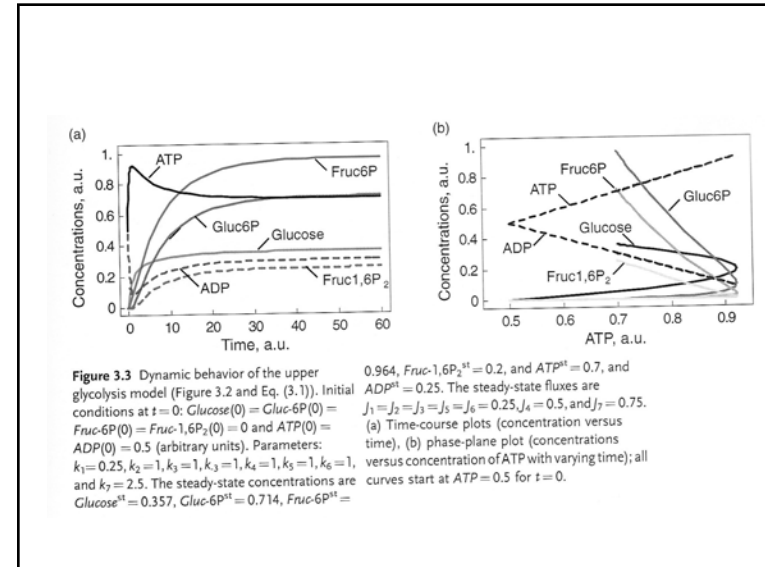 (a)
Concentrations, a.u.
1.
0.8
0.6
0.4
0.2
0
ATP
Fruc6P
Gluc6P
Glucose
ADP
Fruc1,6P₂
0 10 20 30 40 50 60
Time, a.u.
(b)
Concentrations, a.u.
1.
0.8
0.6
0.4
0.2
0
Fruc6P
ATP
Gluc6P
Glucose
ADP
Fruc1,6P₂
0.5 0.6 0.7 0.8 0.9
ATP, a.u.
Figure 3.3 Dynamic behavior of the upper
glycolysis model (Figure 3.2 and Eq. (3.1)). Initial
conditions at t = 0: Glucose(0) = Gluc-6P(0) =
Fruc-6P(0) = Fruc-1,6P₂(0) = 0 and ATP(0) =
ADP(0) = 0.5 (arbitrary units). Parameters:
k₁= 0.25, k₂ = 1, k₃ = 1, k₋₃ = 1, k₄ = 1, k₅ = 1, k₆ = 1,
and k₇ = 2.5. The steady-state concentrations are
Glucoseˢᵗ = 0.357, Gluc-6Pˢᵗ = 0.714, Fruc-6Pˢᵗ =
0.964, Fruc-1,6P₂ˢᵗ = 0.2, and ATPˢᵗ = 0.7, and
ADPˢᵗ = 0.25. The steady-state fluxes are
J₁ = J₂ = J₃ = J₅ = J₆ = 0.25, J₄ = 0.5, and J₇ = 0.75.
(a) Time-course plots (concentration versus
time), (b) phase-plane plot (concentrations
versus concentration of ATP with varying time); all
curves start at ATP = 0.5 for t = 0.